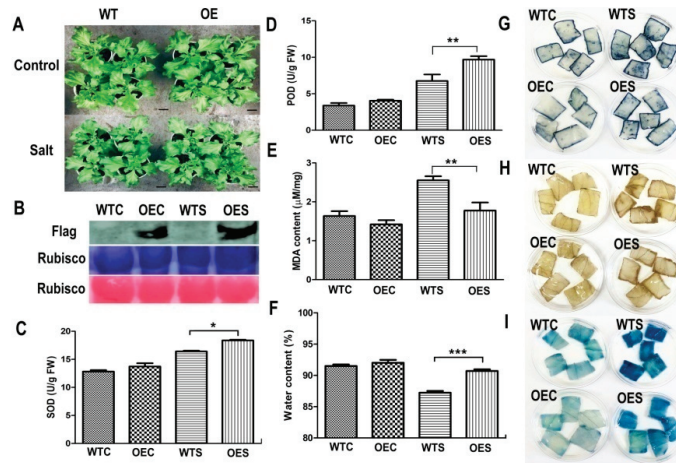 A
WT OE
Control
Salt
B
WTC OEC WTS OES
Flag
Rubisco
Rubisco
C
SOD (U/g FW)
20
15
10
5
0
*
WTC OEC WTS OES
D
POD (U/g FW)
15
10
5
0
**
WTC OEC WTS OES
E
MDA content (μM/mg)
3
2
1
0
**
WTC OEC WTS OES
F
Water content (%)
100
95
90
85
80
***
WTC OEC WTS OES
G
WTC WTS
OEC OES
H
WTC WTS
OEC OES
I
WTC WTS
OEC OES